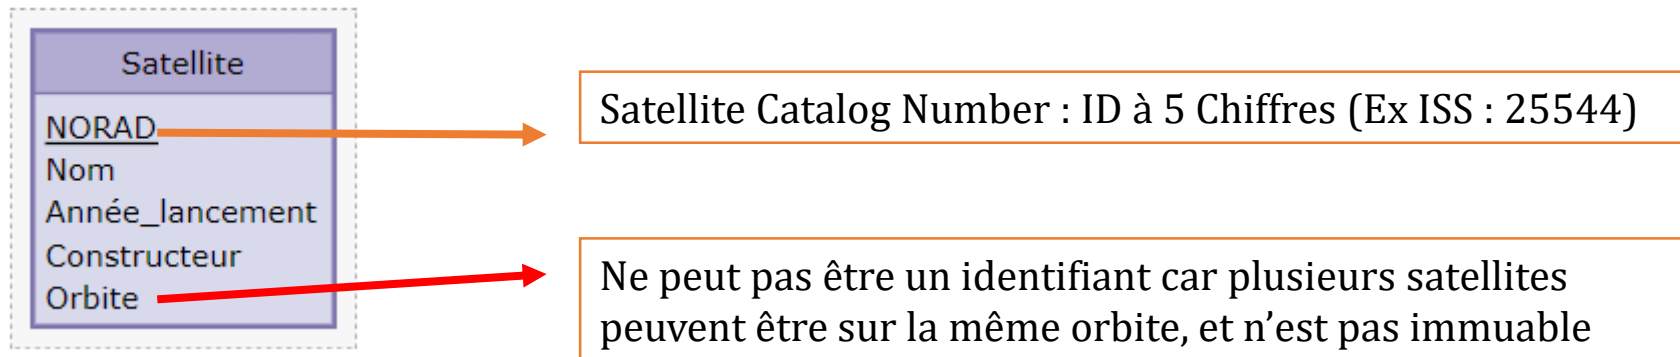 Satellite
NORAD
Nom
Année_lancement
Constructeur
Orbite
Satellite Catalog Number : ID à 5 Chiffres (Ex ISS : 25544)
Ne peut pas être un identifiant car plusieurs satellites
peuvent être sur la même orbite, et n’est pas immuable